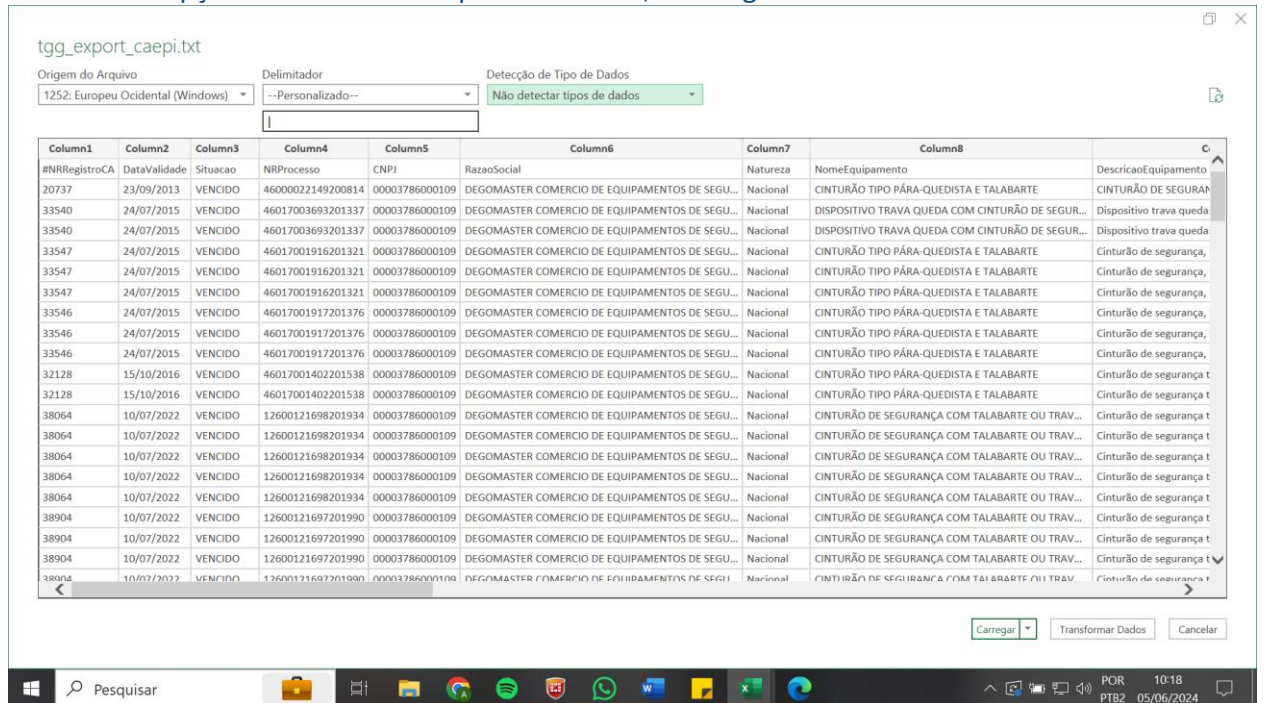 tgg_export_caepi.txt
Origem do Arquivo Delimitador Detecção de Tipo de Dados
1252: Europeu Ocidental (Windows) --Personalizado-- Não detectar tipos de dados
|
Column1 Column2 Column3 Column4 Column5 Column6 Column7 Column8
#NRRegistroCA DataValidade Situacao NRProcesso CNPJ RazaoSocial Natureza NomeEquipamento DescricaoEquipamento
20737 23/09/2013 VENCIDO 46000022149200814 00003786000109 DEGOMASTER COMERCIO DE EQUIPAMENTOS DE SEGU... Nacional CINTURÃO TIPO PÁRA-QUEDISTA E TALABARTE CINTURÃO DE SEGURAN
33540 24/07/2015 VENCIDO 46017003693201337 00003786000109 DEGOMASTER COMERCIO DE EQUIPAMENTOS DE SEGU... Nacional DISPOSITIVO TRAVA QUEDA COM CINTURÃO DE SEGUR... Dispositivo trava queda
33540 24/07/2015 VENCIDO 46017003693201337 00003786000109 DEGOMASTER COMERCIO DE EQUIPAMENTOS DE SEGU... Nacional DISPOSITIVO TRAVA QUEDA COM CINTURÃO DE SEGUR... Dispositivo trava queda
33547 24/07/2015 VENCIDO 46017001916201321 00003786000109 DEGOMASTER COMERCIO DE EQUIPAMENTOS DE SEGU... Nacional CINTURÃO TIPO PÁRA-QUEDISTA E TALABARTE Cinturão de segurança,
33547 24/07/2015 VENCIDO 46017001916201321 00003786000109 DEGOMASTER COMERCIO DE EQUIPAMENTOS DE SEGU... Nacional CINTURÃO TIPO PÁRA-QUEDISTA E TALABARTE Cinturão de segurança,
33547 24/07/2015 VENCIDO 46017001916201321 00003786000109 DEGOMASTER COMERCIO DE EQUIPAMENTOS DE SEGU... Nacional CINTURÃO TIPO PÁRA-QUEDISTA E TALABARTE Cinturão de segurança,
33546 24/07/2015 VENCIDO 46017001917201376 00003786000109 DEGOMASTER COMERCIO DE EQUIPAMENTOS DE SEGU... Nacional CINTURÃO TIPO PÁRA-QUEDISTA E TALABARTE Cinturão de segurança,
33546 24/07/2015 VENCIDO 46017001917201376 00003786000109 DEGOMASTER COMERCIO DE EQUIPAMENTOS DE SEGU... Nacional CINTURÃO TIPO PÁRA-QUEDISTA E TALABARTE Cinturão de segurança,
33546 24/07/2015 VENCIDO 46017001917201376 00003786000109 DEGOMASTER COMERCIO DE EQUIPAMENTOS DE SEGU... Nacional CINTURÃO TIPO PÁRA-QUEDISTA E TALABARTE Cinturão de segurança,
32128 15/10/2016 VENCIDO 46017001402201538 00003786000109 DEGOMASTER COMERCIO DE EQUIPAMENTOS DE SEGU... Nacional CINTURÃO TIPO PÁRA-QUEDISTA E TALABARTE Cinturão de segurança t
32128 15/10/2016 VENCIDO 46017001402201538 00003786000109 DEGOMASTER COMERCIO DE EQUIPAMENTOS DE SEGU... Nacional CINTURÃO TIPO PÁRA-QUEDISTA E TALABARTE Cinturão de segurança t
38064 10/07/2022 VENCIDO 12600121698201934 00003786000109 DEGOMASTER COMERCIO DE EQUIPAMENTOS DE SEGU... Nacional CINTURÃO DE SEGURANÇA COM TALABARTE OU TRAV... Cinturão de segurança t
38064 10/07/2022 VENCIDO 12600121698201934 00003786000109 DEGOMASTER COMERCIO DE EQUIPAMENTOS DE SEGU... Nacional CINTURÃO DE SEGURANÇA COM TALABARTE OU TRAV... Cinturão de segurança t
38064 10/07/2022 VENCIDO 12600121698201934 00003786000109 DEGOMASTER COMERCIO DE EQUIPAMENTOS DE SEGU... Nacional CINTURÃO DE SEGURANÇA COM TALABARTE OU TRAV... Cinturão de segurança t
38064 10/07/2022 VENCIDO 12600121698201934 00003786000109 DEGOMASTER COMERCIO DE EQUIPAMENTOS DE SEGU... Nacional CINTURÃO DE SEGURANÇA COM TALABARTE OU TRAV... Cinturão de segurança t
38064 10/07/2022 VENCIDO 12600121698201934 00003786000109 DEGOMASTER COMERCIO DE EQUIPAMENTOS DE SEGU... Nacional CINTURÃO DE SEGURANÇA COM TALABARTE OU TRAV... Cinturão de segurança t
38904 10/07/2022 VENCIDO 12600121697201990 00003786000109 DEGOMASTER COMERCIO DE EQUIPAMENTOS DE SEGU... Nacional CINTURÃO DE SEGURANÇA COM TALABARTE OU TRAV... Cinturão de segurança t
38904 10/07/2022 VENCIDO 12600121697201990 00003786000109 DEGOMASTER COMERCIO DE EQUIPAMENTOS DE SEGU... Nacional CINTURÃO DE SEGURANÇA COM TALABARTE OU TRAV... Cinturão de segurança t
38904 10/07/2022 VENCIDO 12600121697201990 00003786000109 DEGOMASTER COMERCIO DE EQUIPAMENTOS DE SEGU... Nacional CINTURÃO DE SEGURANÇA COM TALABARTE OU TRAV... Cinturão de segurança t
38904 10/07/2022 VENCIDO 12600121697201990 00003786000109 DEGOMASTER COMERCIO DE EQUIPAMENTOS DE SEGU Nacional CINTURÃO DE SEGURANÇA COM TALABARTE OU TRAV Cinturão de segurança t
Carregar Transformar Dados Cancelar
Pesquisar POR 10:18
PTB2 05/06/2024